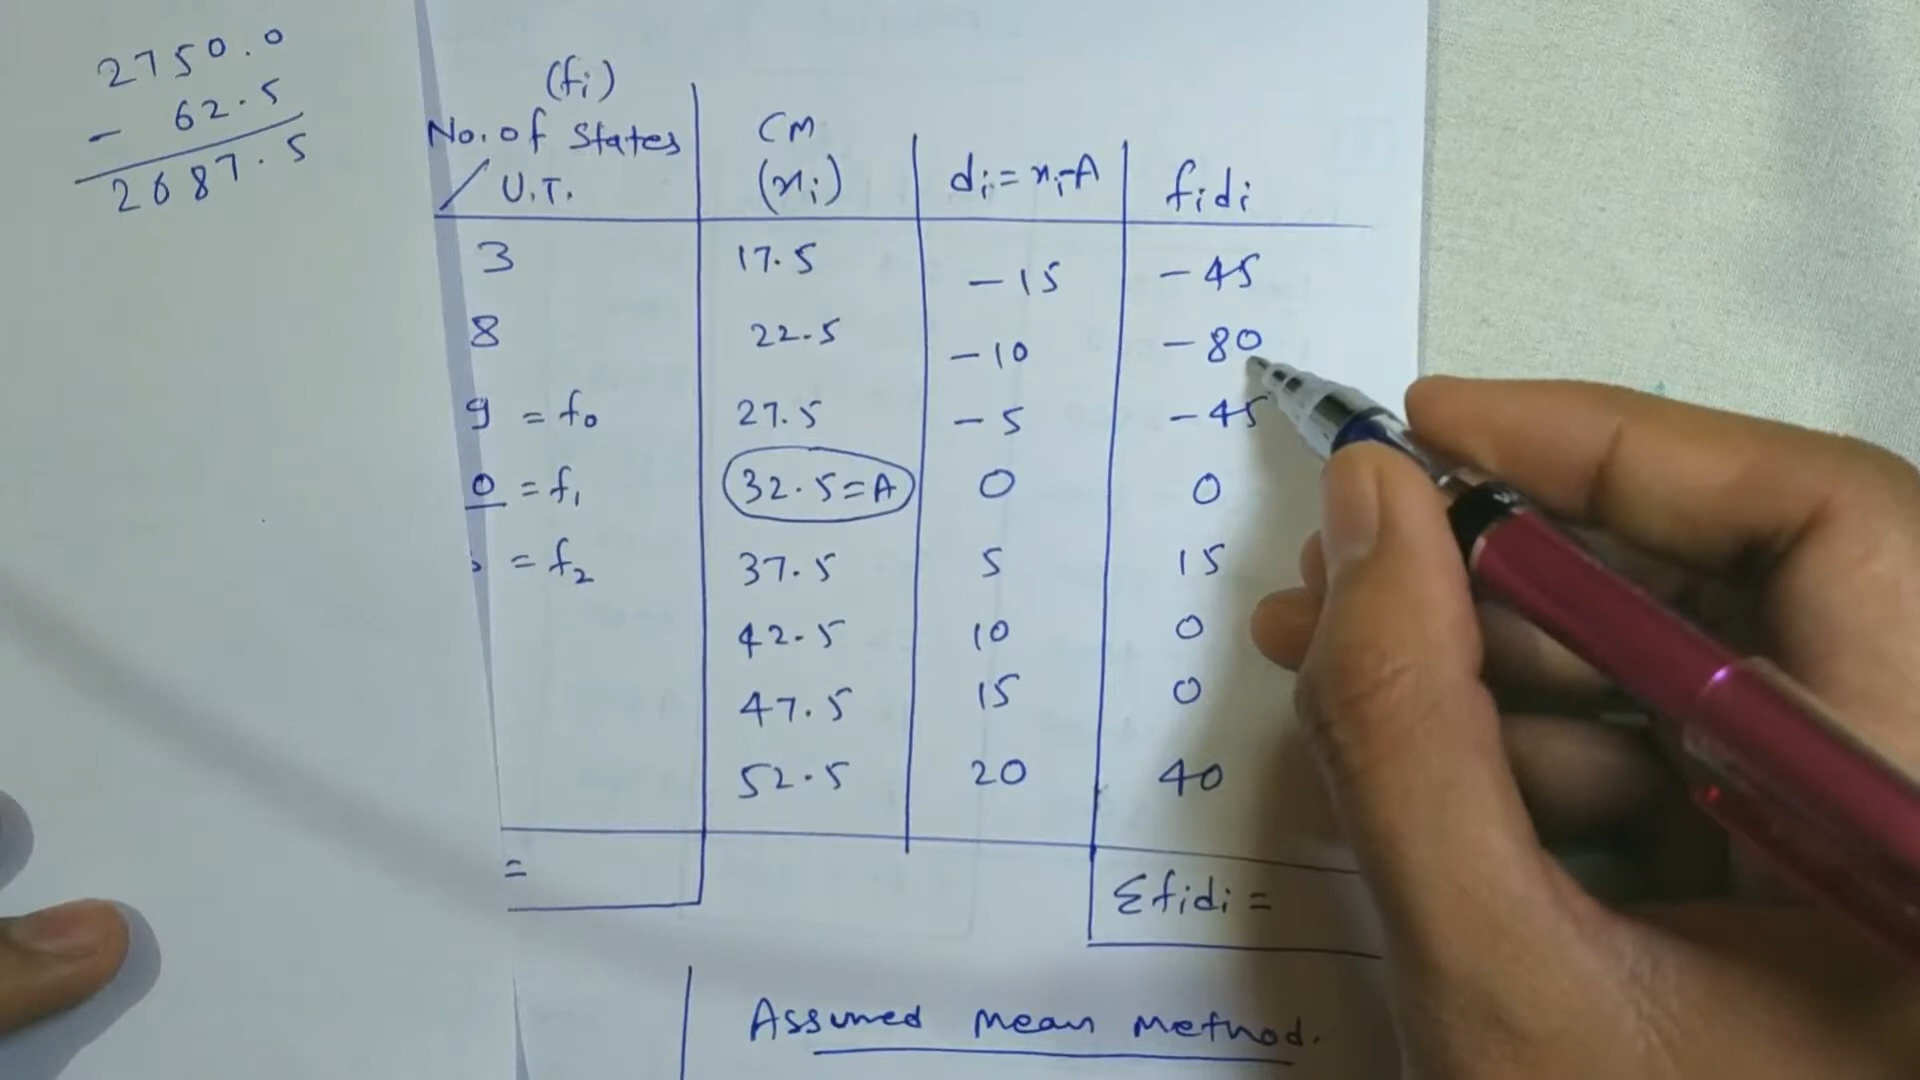 2750.0
- 62.5
2687.5
(fi)
No. of States
/ U.T.
CM
(xi)
di = xi-A
fidi
3 17.5 -15 -45
8 22.5 -10 -80
9 = f0 27.5 -5 -45
0 = f1 32.5=A 0 0
= f2 37.5 5 15
42.5 10 0
47.5 15 0
52.5 20 40
=
Σfidi =
Assumed mean method.